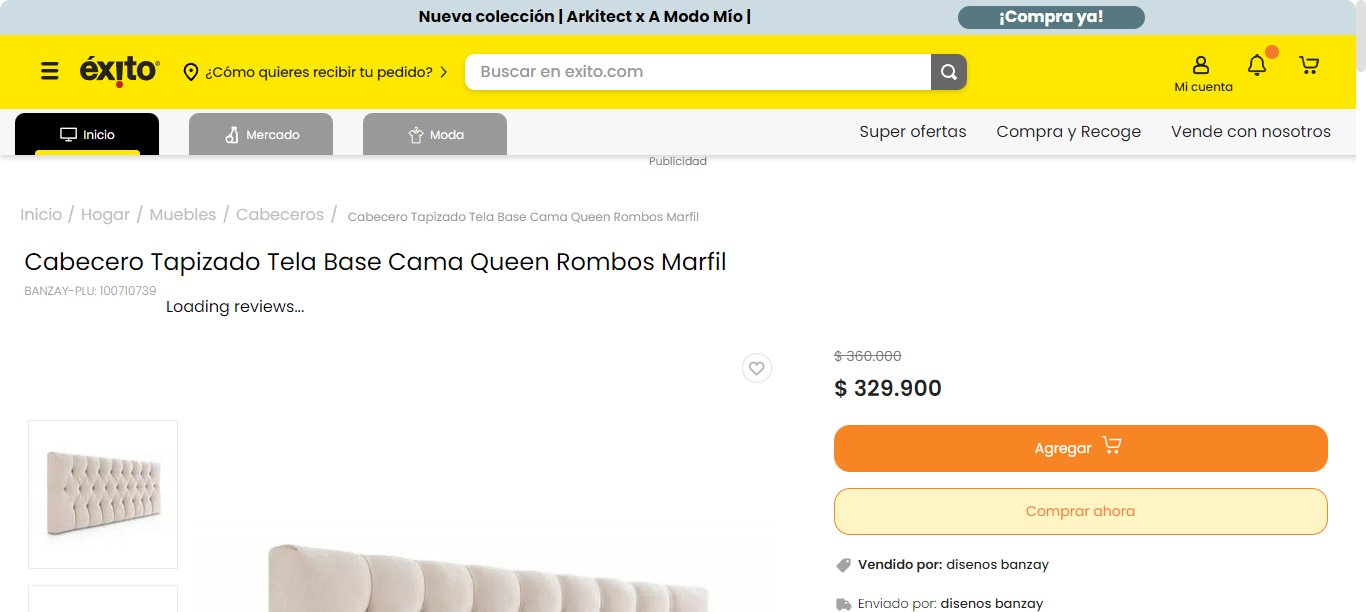 Nueva colección | Arkitect x A Modo Mío |
¡Compra ya!
éxito
¿Cómo quieres recibir tu pedido?
Buscar en exito.com
Mi cuenta
Inicio
Mercado
Moda
Super ofertas
Compra y Recoge
Vende con nosotros
Publicidad
Inicio / Hogar / Muebles / Cabeceros / Cabecero Tapizado Tela Base Cama Queen Rombos Marfil
Cabecero Tapizado Tela Base Cama Queen Rombos Marfil
BANZAY-PLU: 100710739
Loading reviews...
$ 360.000
$ 329.900
Agregar
Comprar ahora
Vendido por: disenos banzay
Enviado por: disenos banzay